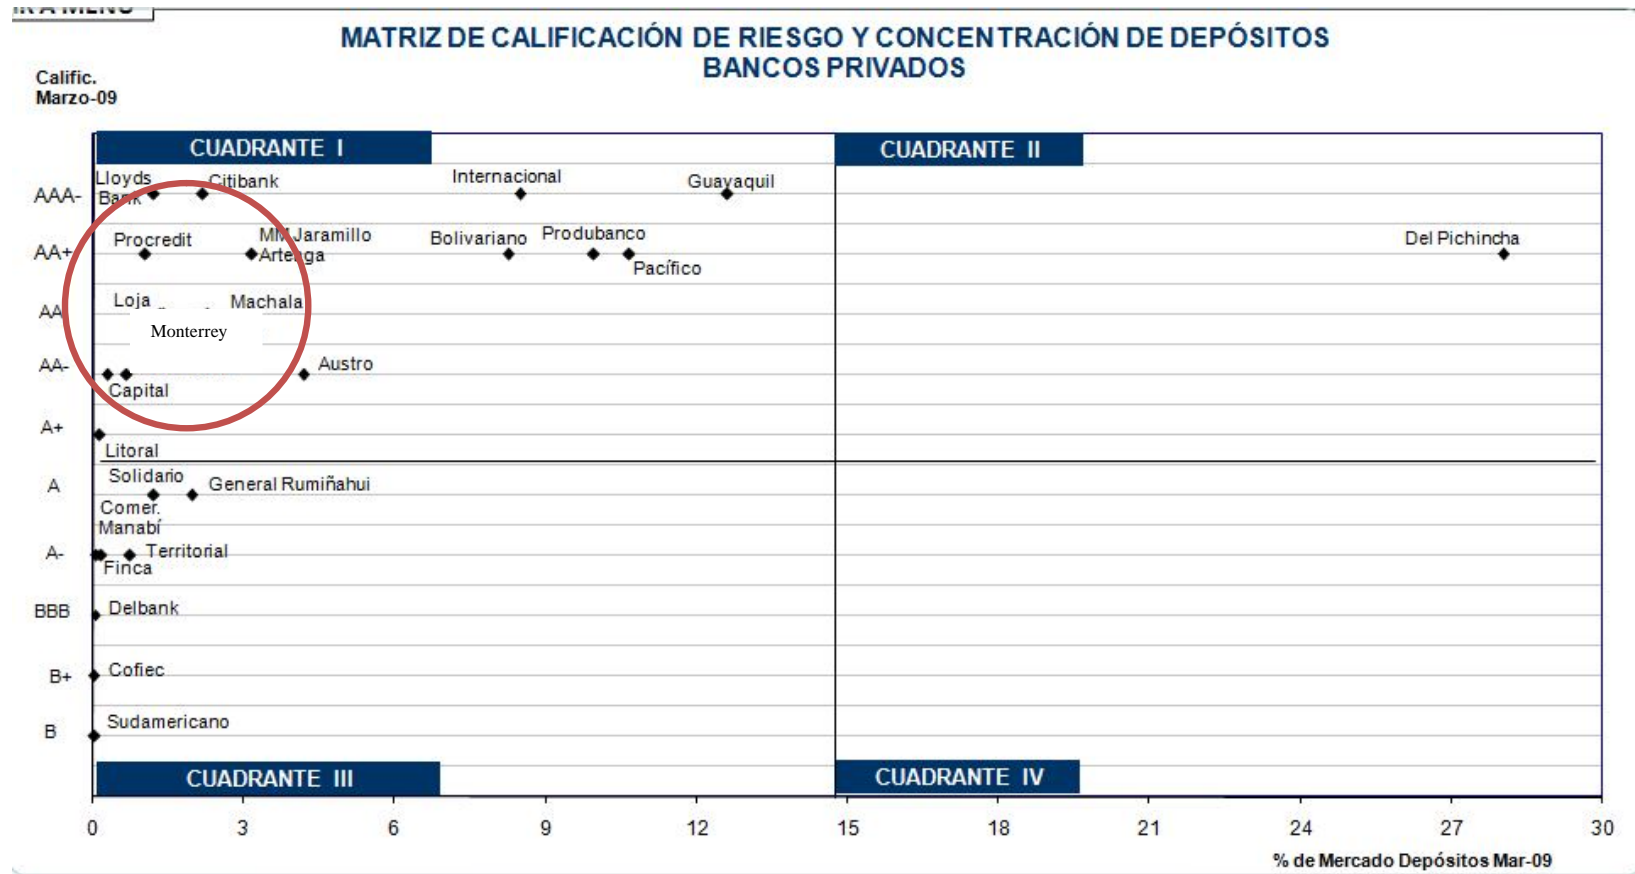 IR A MENU
MATRIZ DE CALIFICACIÓN DE RIESGO Y CONCENTRACIÓN DE DEPÓSITOS
BANCOS PRIVADOS
Calific.
Marzo-09
CUADRANTE I
CUADRANTE II
AAA-
Lloyds
Bank
Citibank
Internacional
Guayaquil
AA+
Procredit
MM Jaramillo
Arteaga
Bolivariano
Produbanco
Pacífico
Del Pichincha
AA
Loja
Machala
Monterrey
AA-
Capital
Austro
A+
Litoral
A
Solidario
General Rumiñahui
Comer.
Manabí
A-
Territorial
Finca
BBB
Delbank
B+
Cofiec
B
Sudamericano
CUADRANTE III
CUADRANTE IV
0 3 6 9 12 15 18 21 24 27 30
% de Mercado Depósitos Mar-09